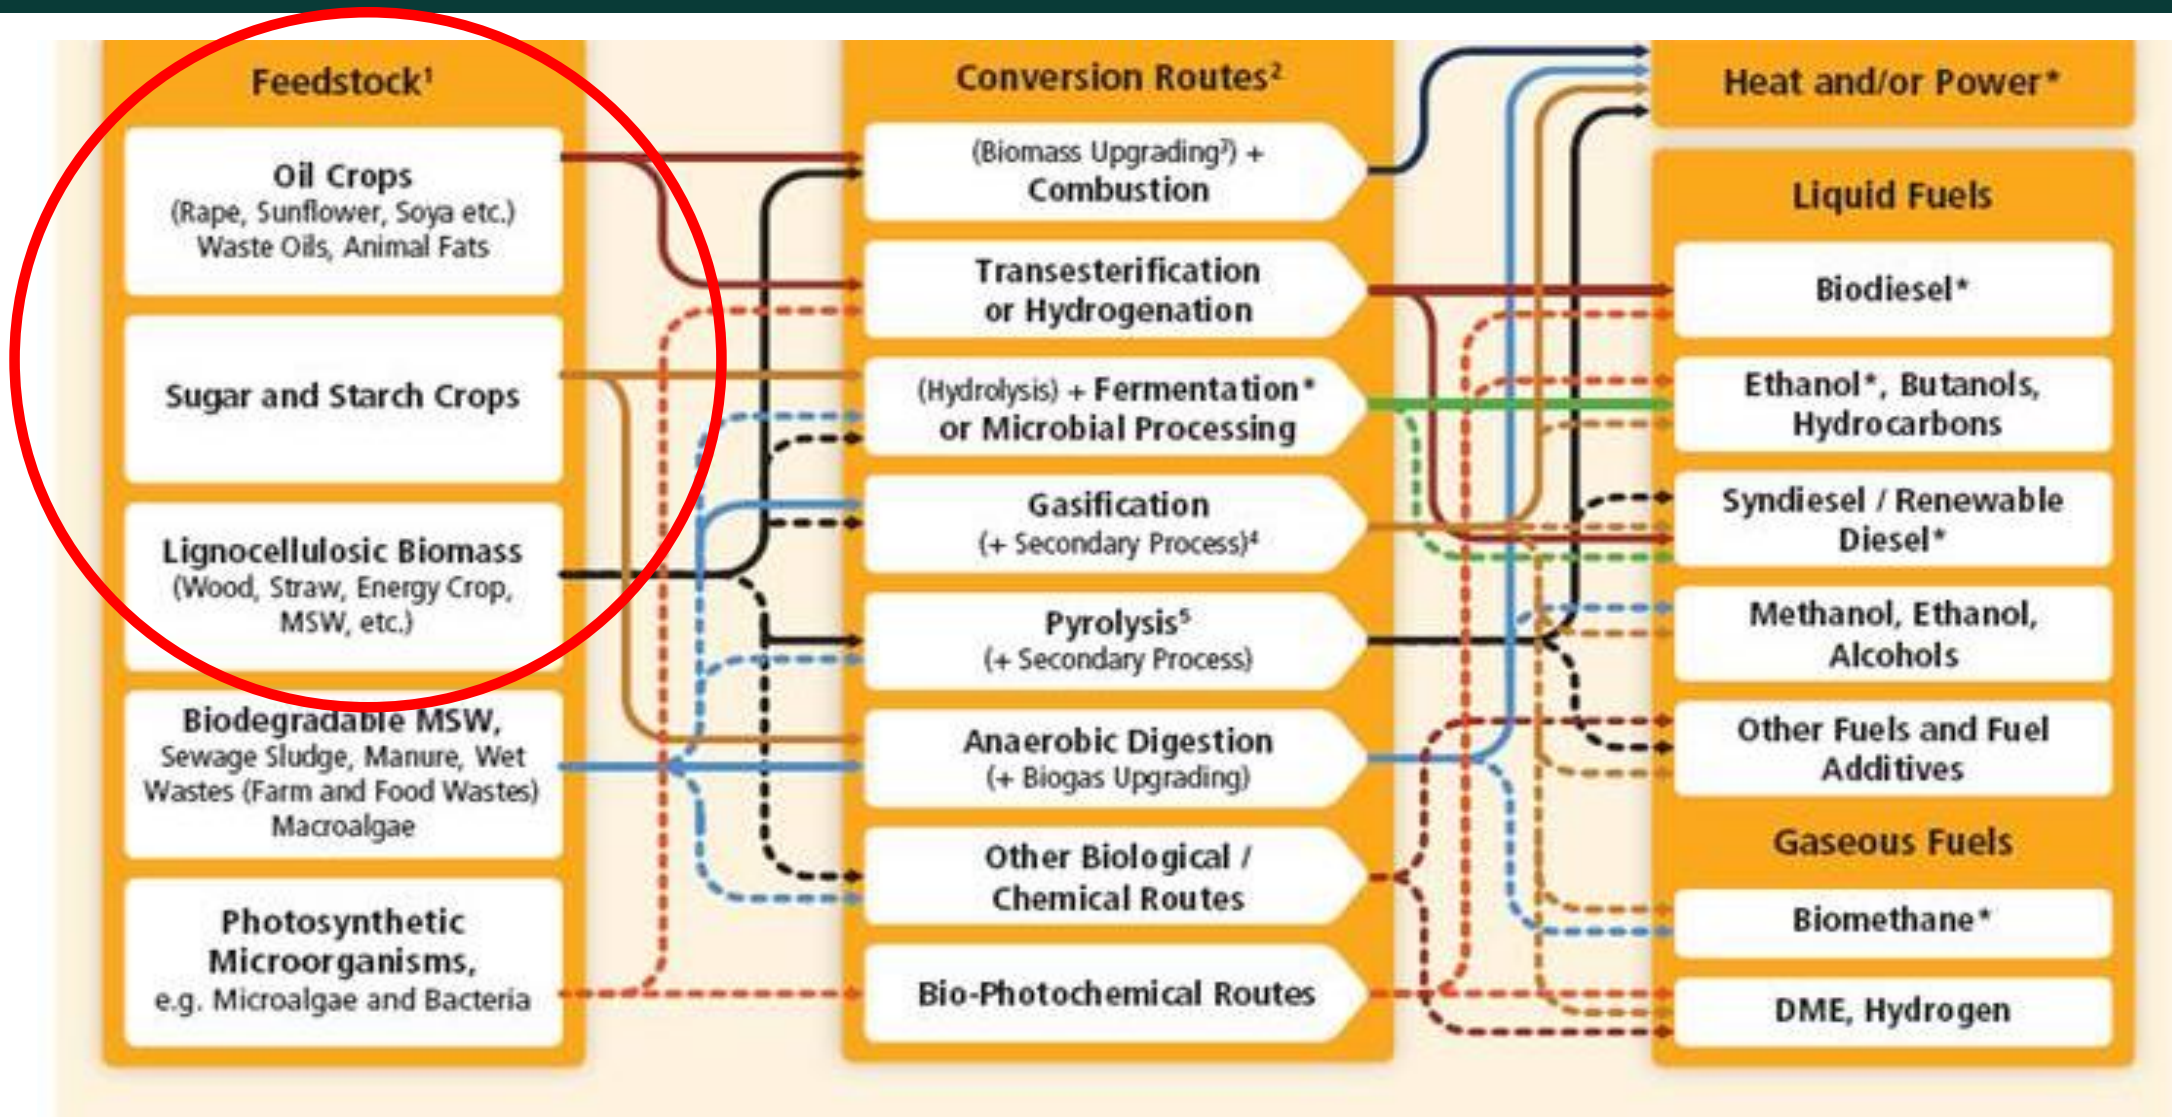 Feedstock¹
Oil Crops
(Rape, Sunflower, Soya etc.)
Waste Oils, Animal Fats
Sugar and Starch Crops
Lignocellulosic Biomass
(Wood, Straw, Energy Crop,
MSW, etc.)
Biodegradable MSW,
Sewage Sludge, Manure, Wet
Wastes (Farm and Food Wastes)
Macroalgae
Photosynthetic
Microorganisms,
e.g. Microalgae and Bacteria
Conversion Routes²
(Biomass Upgrading³) +
Combustion
Transesterification
or Hydrogenation
(Hydrolysis) + Fermentation*
or Microbial Processing
Gasification
(+ Secondary Process)⁴
Pyrolysis⁵
(+ Secondary Process)
Anaerobic Digestion
(+ Biogas Upgrading)
Other Biological /
Chemical Routes
Bio-Photochemical Routes
Heat and/or Power*
Liquid Fuels
Biodiesel*
Ethanol*, Butanols,
Hydrocarbons
Syndiesel / Renewable
Diesel*
Methanol, Ethanol,
Alcohols
Other Fuels and Fuel
Additives
Gaseous Fuels
Biomethane*
DME, Hydrogen